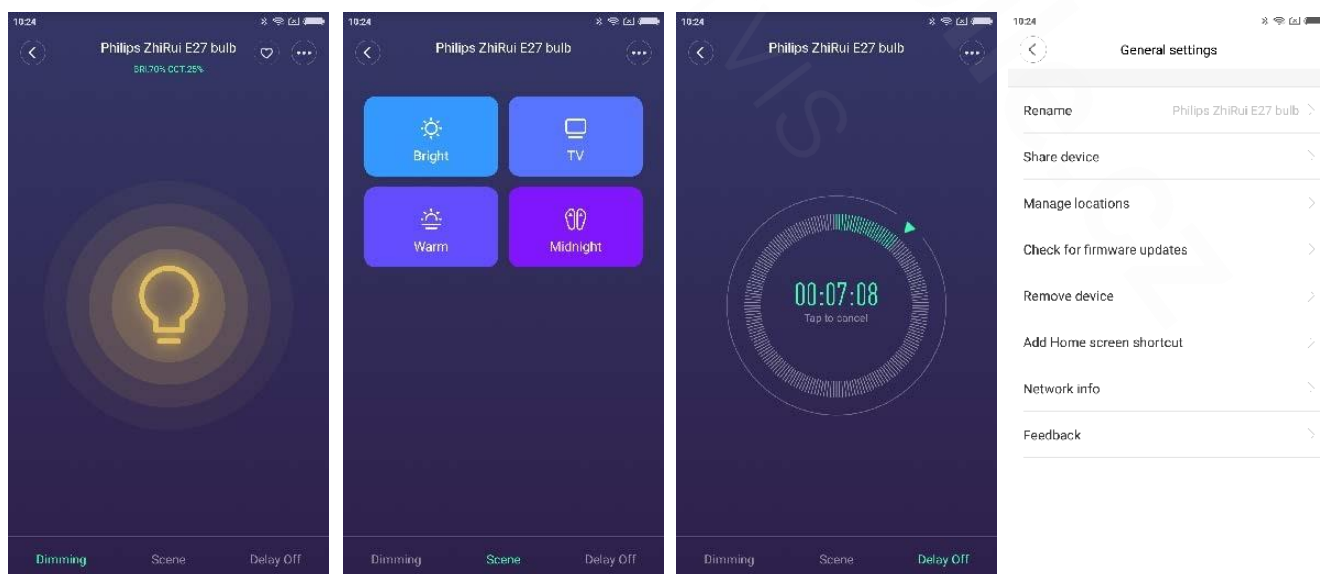 10:24
Philips ZhiRui E27 bulb
BRI:70% CCT:25%
Dimming Scene Delay Off
10:24
Philips ZhiRui E27 bulb
Bright
TV
Warm
Midnight
Dimming Scene Delay Off
10:24
Philips ZhiRui E27 bulb
00:07:08
Tap to cancel
Dimming Scene Delay Off
10:24
General settings
Rename Philips ZhiRui E27 bulb
Share device
Manage locations
Check for firmware updates
Remove device
Add Home screen shortcut
Network info
Feedback